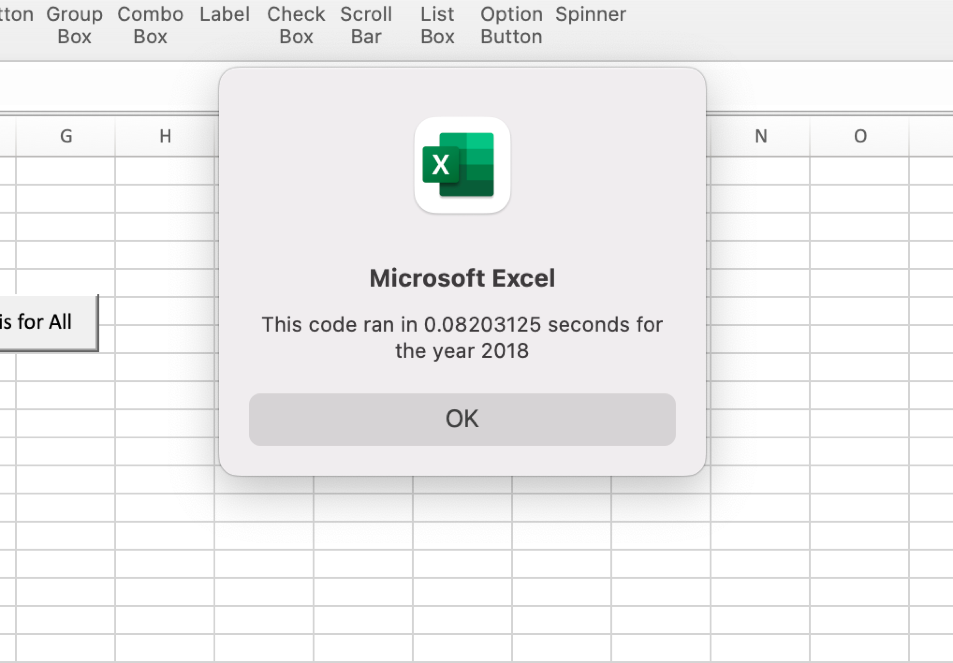 tton Group Combo Label Check Scroll List Option Spinner
Box Box Box Bar Box Button
G H N O
X
Microsoft Excel
is for All
This code ran in 0.08203125 seconds for
the year 2018
OK